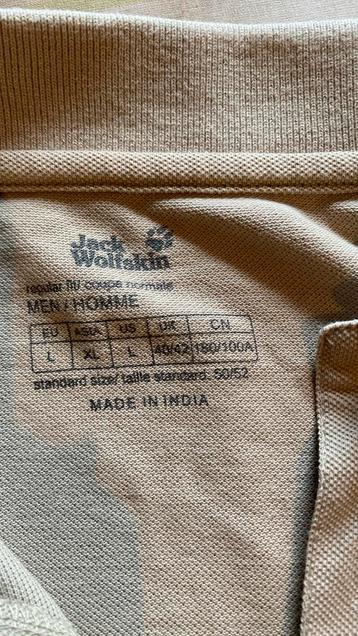 Jack
Wolfskin
regular fit/ coupe normale
MEN / HOMME
EU ASIA US UK CN
L XL L 40/42 180/100A
standard size/ taille standard: 50/52
MADE IN INDIA